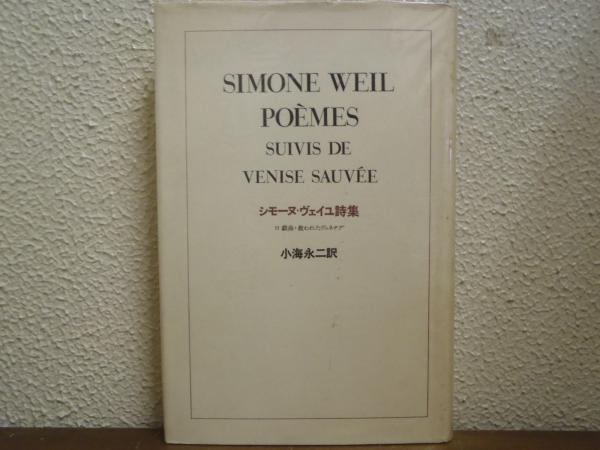 SIMONE WEIL
POÈMES
SUIVIS DE
VENISE SAUVÉE
シモーヌ・ヴェイユ詩集
戯曲・救われたヴェネチア
小海永二訳